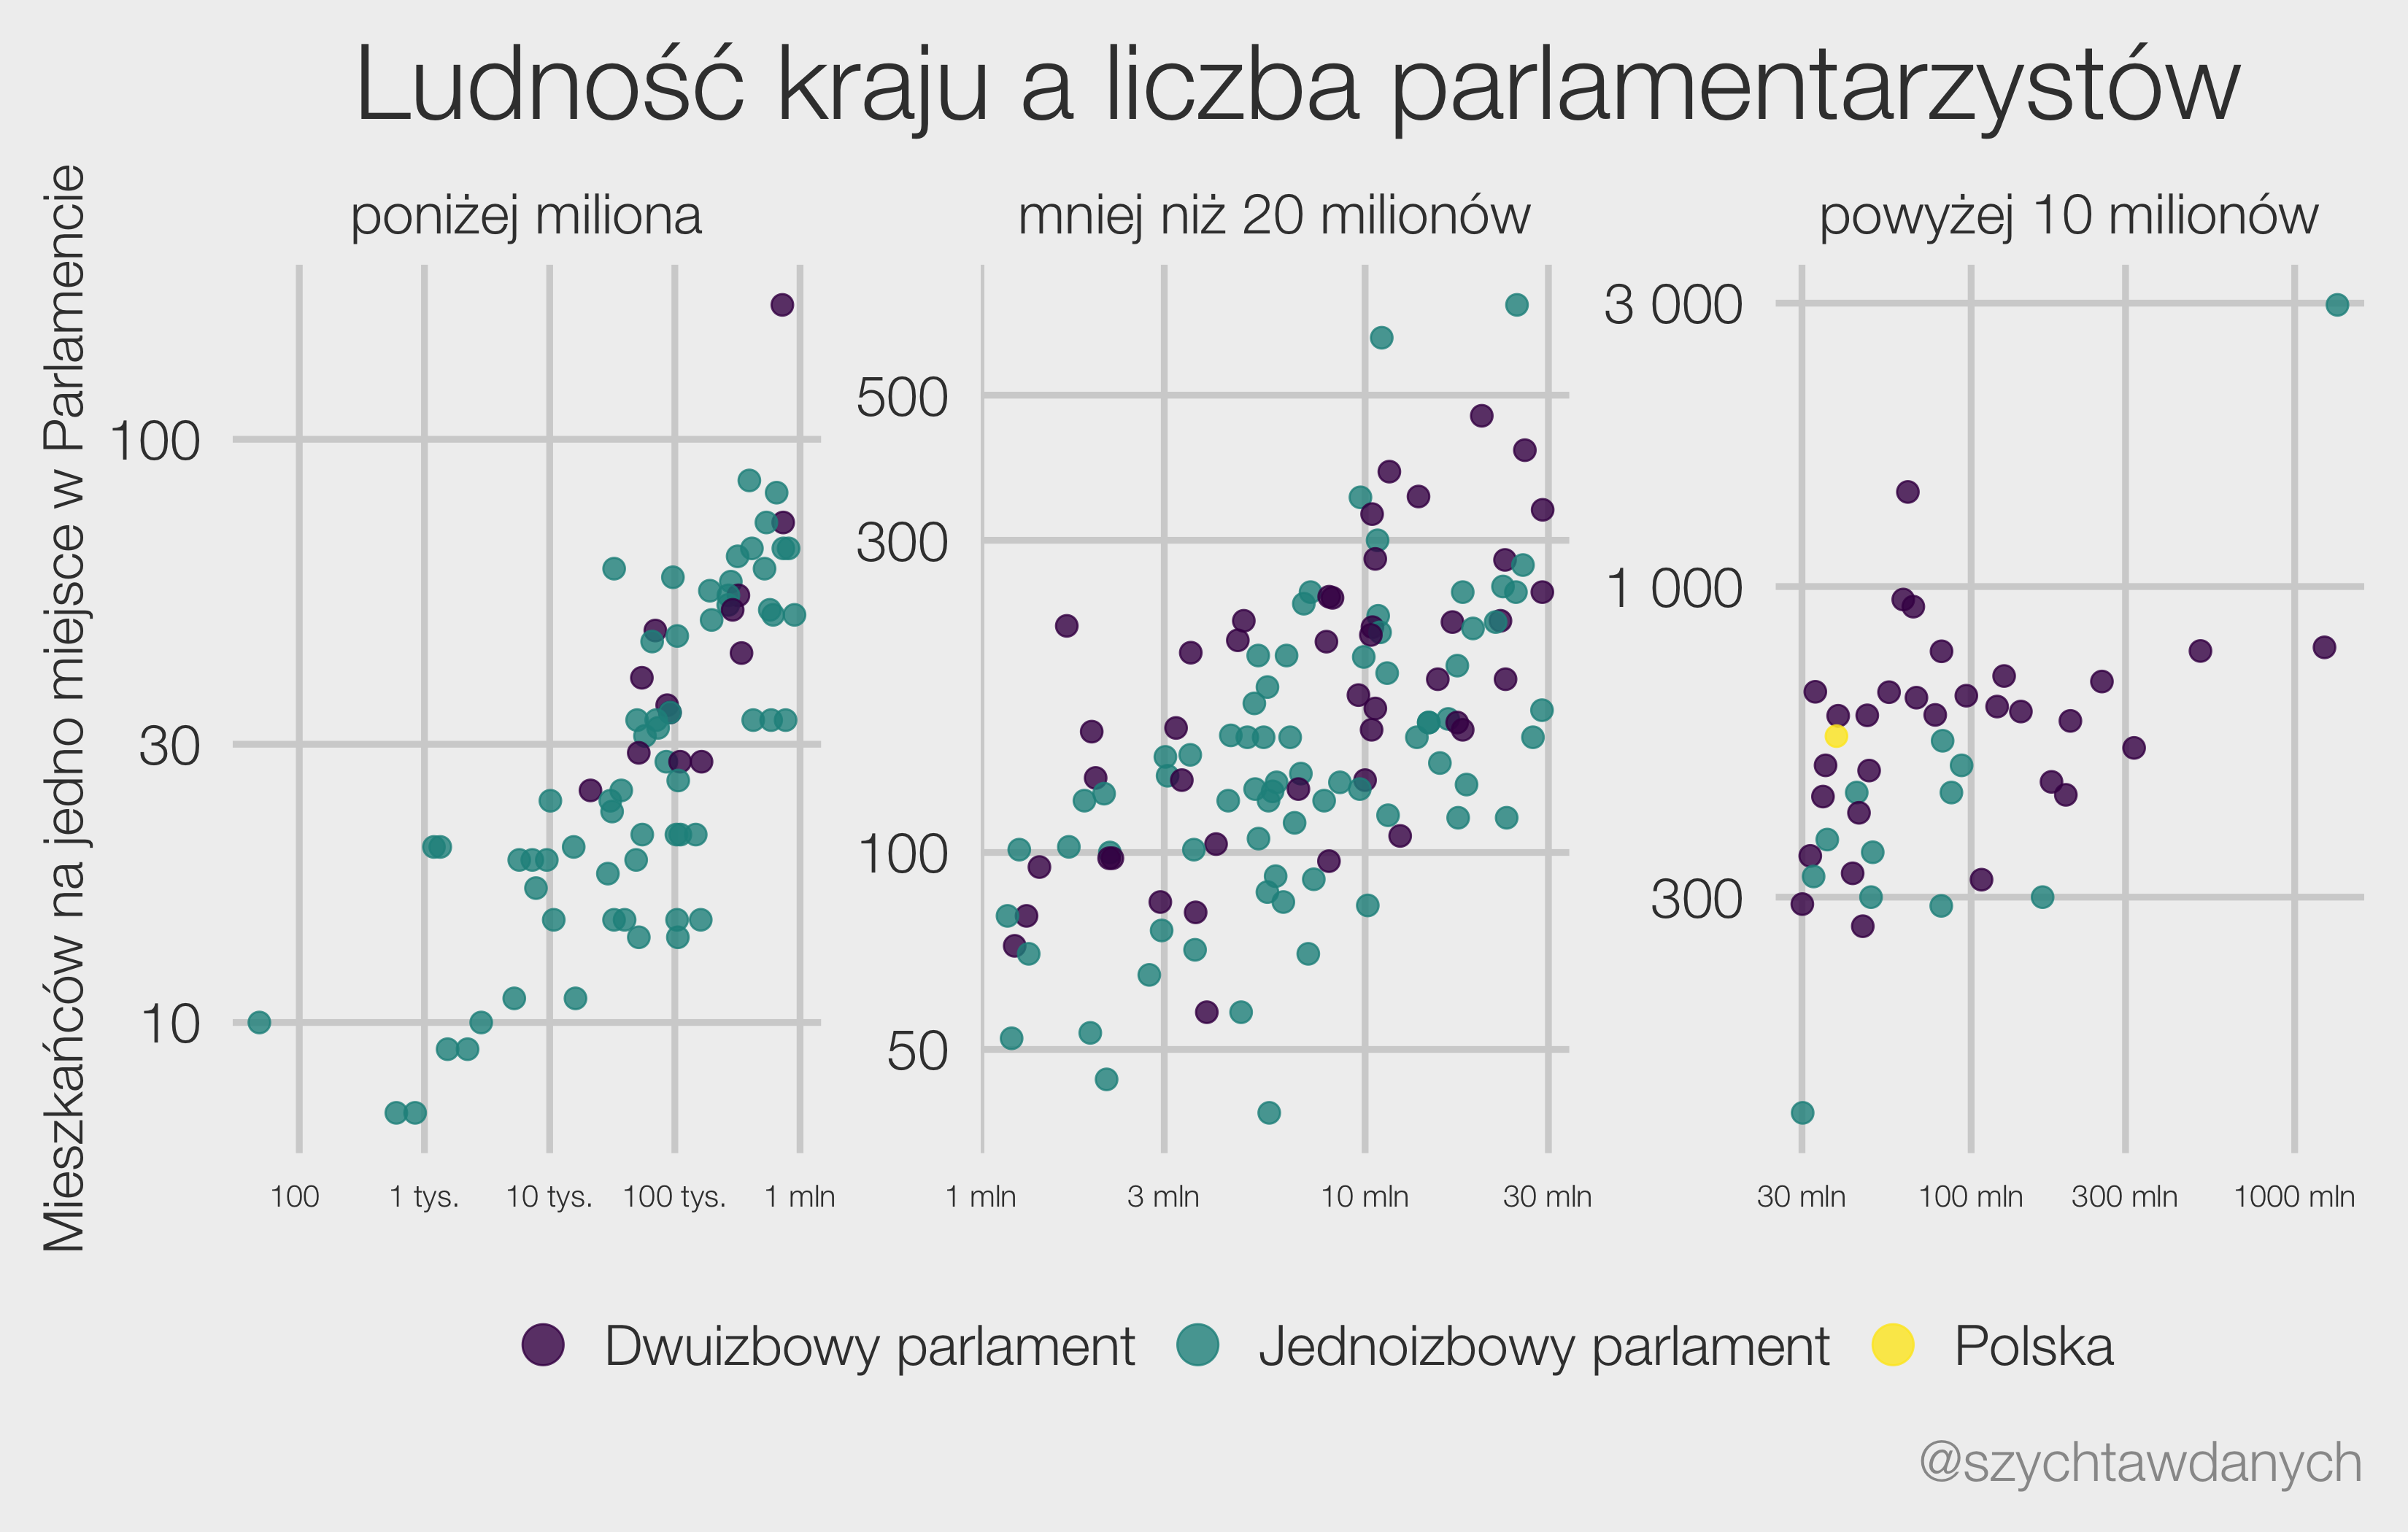 Ludność kraju a liczba parlamentarzystów
Mieszkańców na jedno miejsce w Parlamencie
poniżej miliona
mniej niż 20 milionów
powyżej 10 milionów
100
30
10
100
1 tys.
10 tys.
100 tys.
1 mln
500
300
100
50
1 mln
3 mln
10 mln
30 mln
3 000
1 000
300
30 mln
100 mln
300 mln
1000 mln
Dwuizbowy parlament
Jednoizbowy parlament
Polska
@szychtawdanych